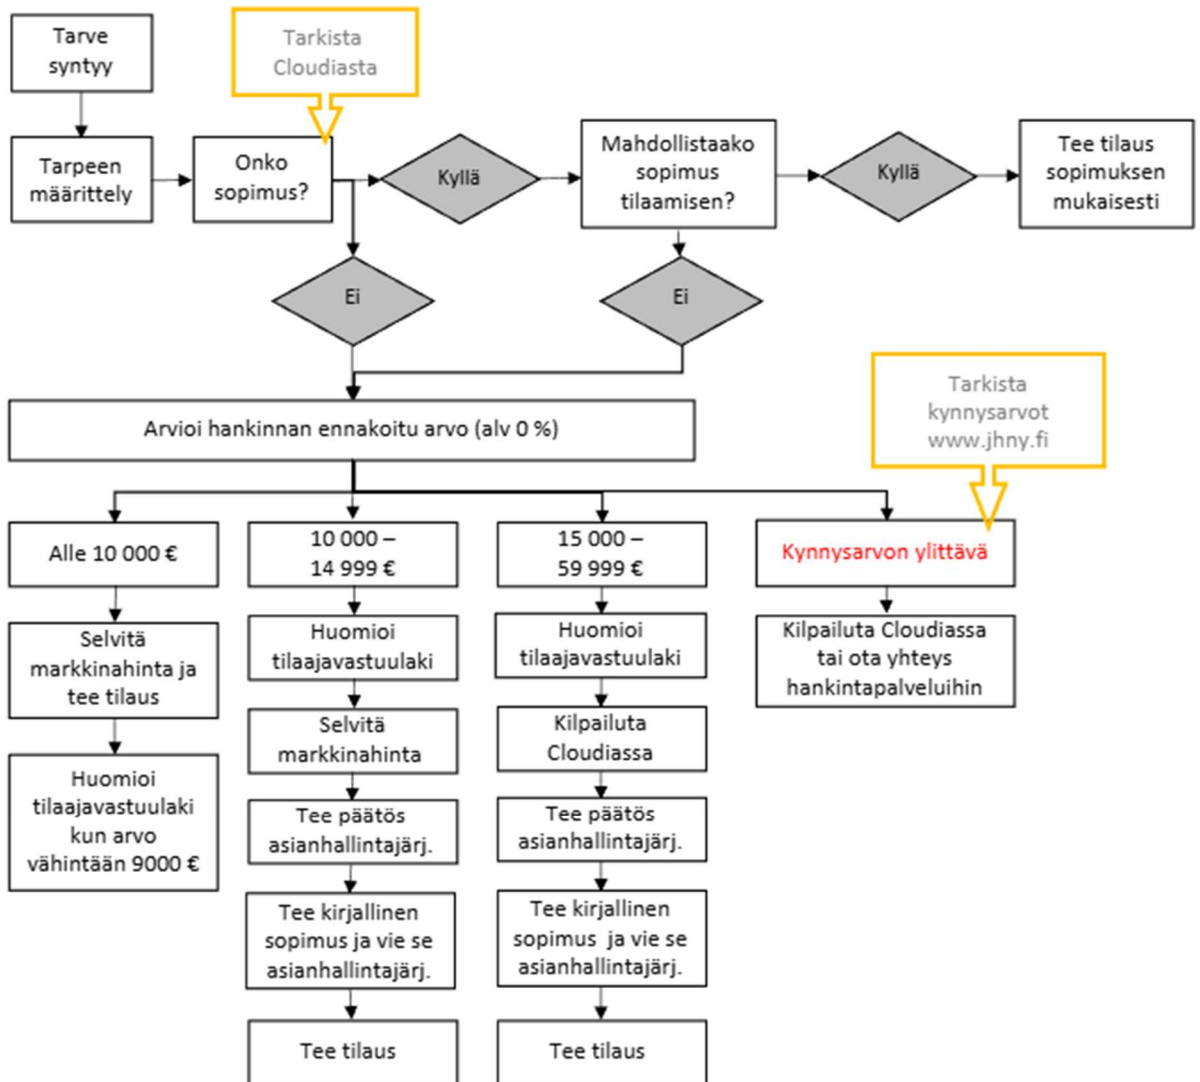 Tarve
syntyy
Tarkista
Cloudiasta
Tarpeen
määrittely
Onko
sopimus?
Kyllä
Mahdollistaako
sopimus
tilaamisen?
Kyllä
Tee tilaus
sopimuksen
mukaisesti
Ei
Ei
Arvioi hankinnan ennakoitu arvo (alv 0 %)
Tarkista
kynnysarvot
www.jhny.fi
Alle 10 000 €
Selvitä
markkinahinta ja
tee tilaus
Huomioi
tilaajavastuulaki
kun arvo
vähintään 9000 €
10 000 –
14 999 €
Huomioi
tilaajavastuulaki
Selvitä
markkinahinta
Tee päätös
asianhallintajärj.
Tee kirjallinen
sopimus ja vie se
asianhallintajärj.
Tee tilaus
15 000 –
59 999 €
Huomioi
tilaajavastuulaki
Kilpailuta
Cloudiassa
Tee päätös
asianhallintajärj.
Tee kirjallinen
sopimus ja vie se
asianhallintajärj.
Tee tilaus
Kynnysarvon ylittävä
Kilpailuta Cloudiassa
tai ota yhteys
hankintapalveluihin